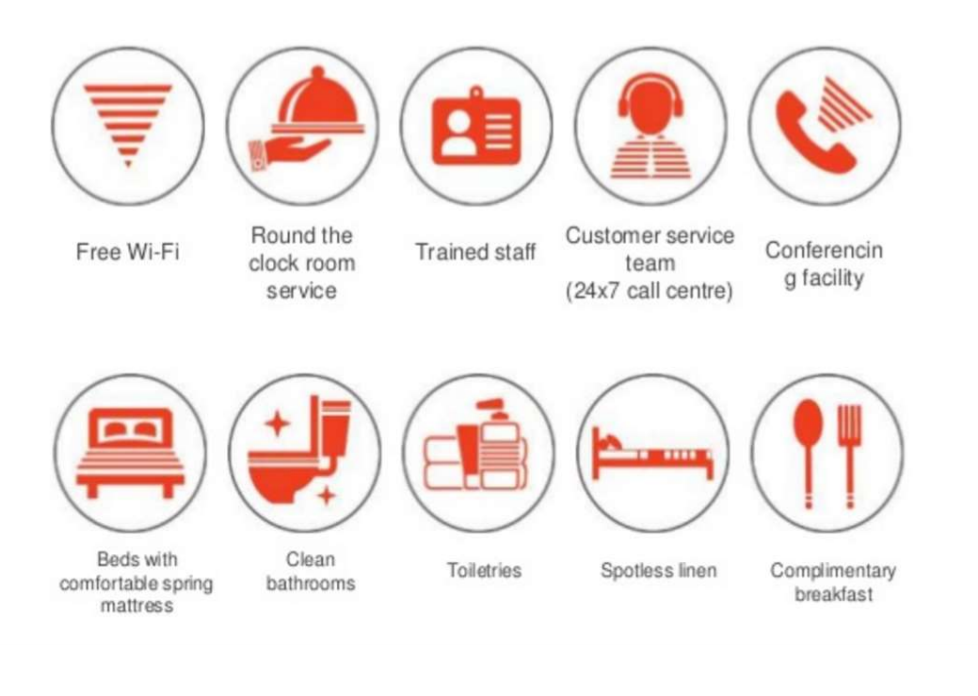 Free Wi-Fi
Round the
clock room
service
Trained staff
Customer service
team
(24x7 call centre)
Conferencin
g facility
Beds with
comfortable spring
mattress
Clean
bathrooms
Toiletries
Spotless linen
Complimentary
breakfast